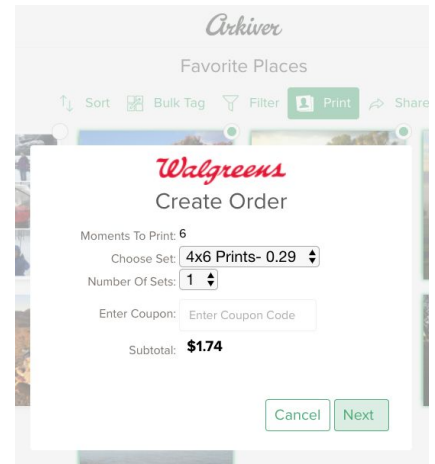 Arkiver
Favorite Places
Sort Bulk Tag Filter Print Share
Walgreens
Create Order
Moments To Print: 6
Choose Set: 4x6 Prints- 0.29
Number Of Sets: 1
Enter Coupon: Enter Coupon Code
Subtotal: $1.74
Cancel Next